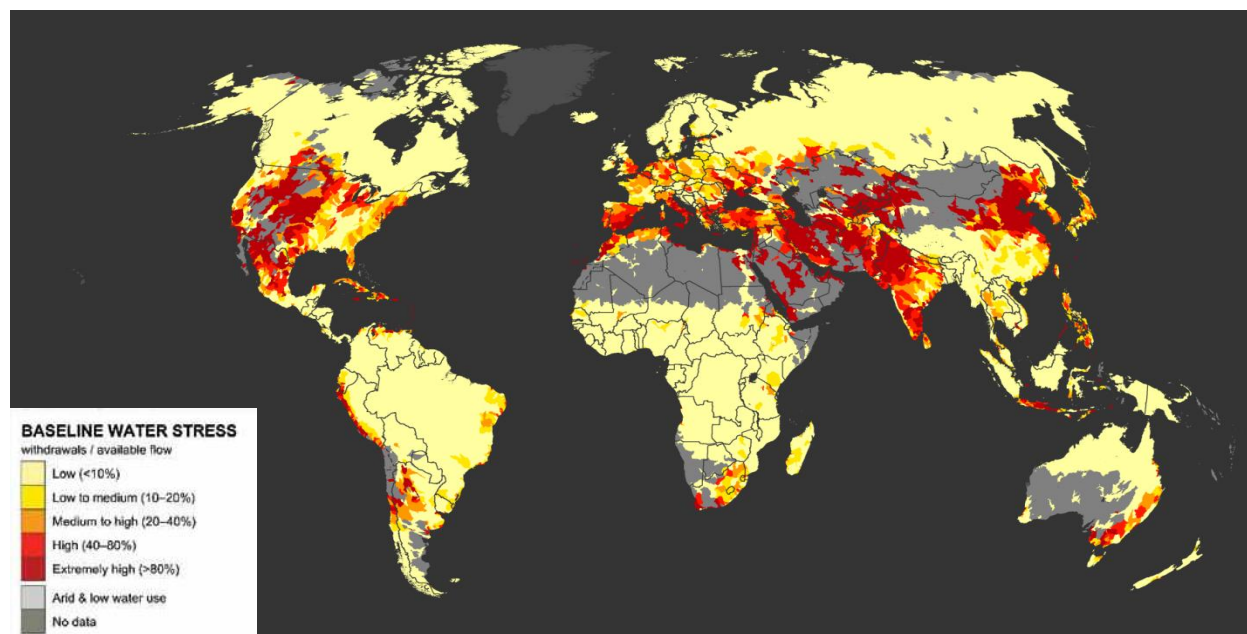 BASELINE WATER STRESS
withdrawals / available flow
Low (<10%)
Low to medium (10–20%)
Medium to high (20–40%)
High (40–80%)
Extremely high (>80%)
Arid & low water use
No data